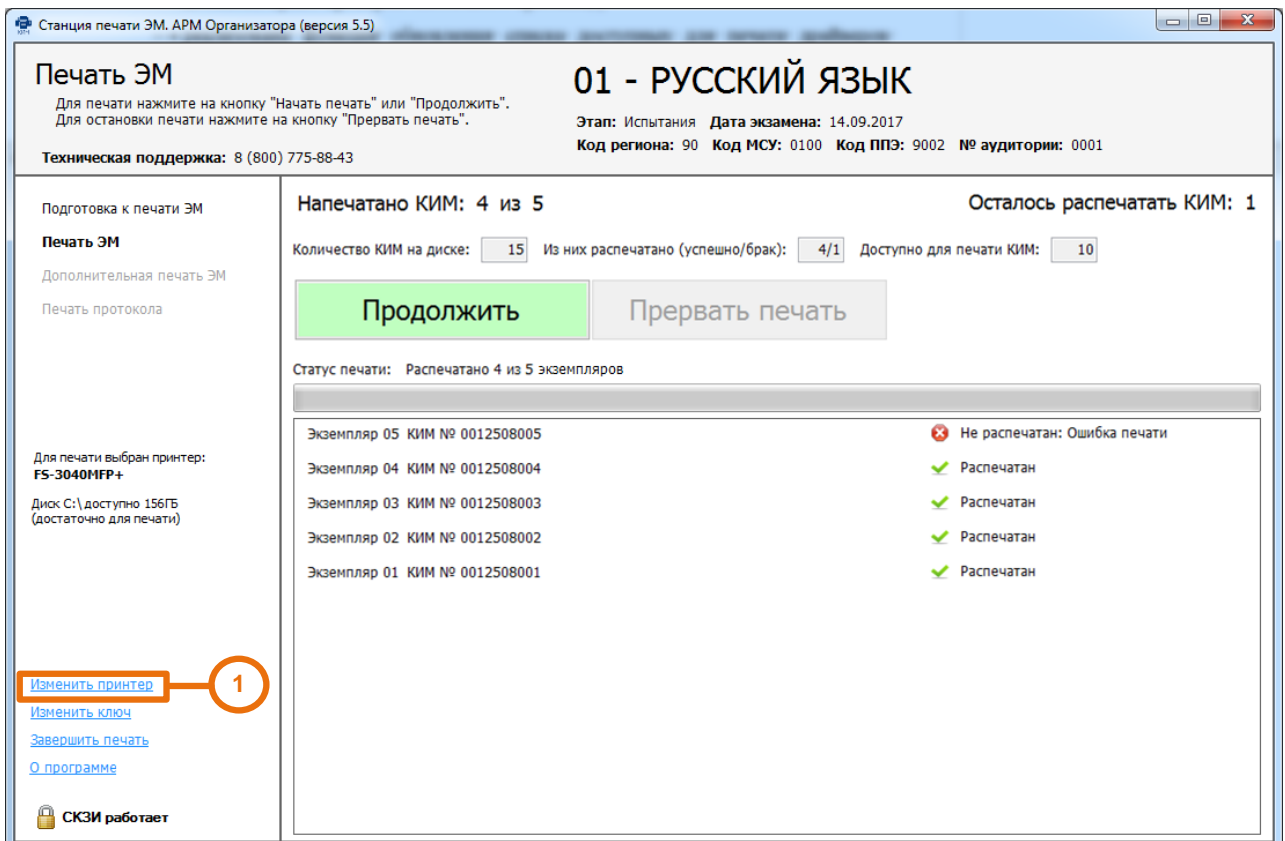 Станция печати ЭМ. АРМ Организатора (версия 5.5)
Печать ЭМ
Для печати нажмите на кнопку "Начать печать" или "Продолжить".
Для остановки печати нажмите на кнопку "Прервать печать".
Техническая поддержка: 8 (800) 775-88-43
01 - РУССКИЙ ЯЗЫК
Этап: Испытания Дата экзамена: 14.09.2017
Код региона: 90 Код МСУ: 0100 Код ППЭ: 9002 № аудитории: 0001
Подготовка к печати ЭМ
Печать ЭМ
Дополнительная печать ЭМ
Печать протокола
Для печати выбран принтер:
FS-3040MFP+
Диск C:\ доступно 156ГБ
(достаточно для печати)
Изменить принтер
1
Изменить ключ
Завершить печать
О программе
СКЗИ работает
Напечатано КИМ: 4 из 5
Осталось распечатать КИМ: 1
Количество КИМ на диске: 15 Из них распечатано (успешно/брак): 4/1 Доступно для печати КИМ: 10
Продолжить
Прервать печать
Статус печати: Распечатано 4 из 5 экземпляров
Экземпляр 05 КИМ № 0012508005 Не распечатан: Ошибка печати
Экземпляр 04 КИМ № 0012508004 Распечатан
Экземпляр 03 КИМ № 0012508003 Распечатан
Экземпляр 02 КИМ № 0012508002 Распечатан
Экземпляр 01 КИМ № 0012508001 Распечатан